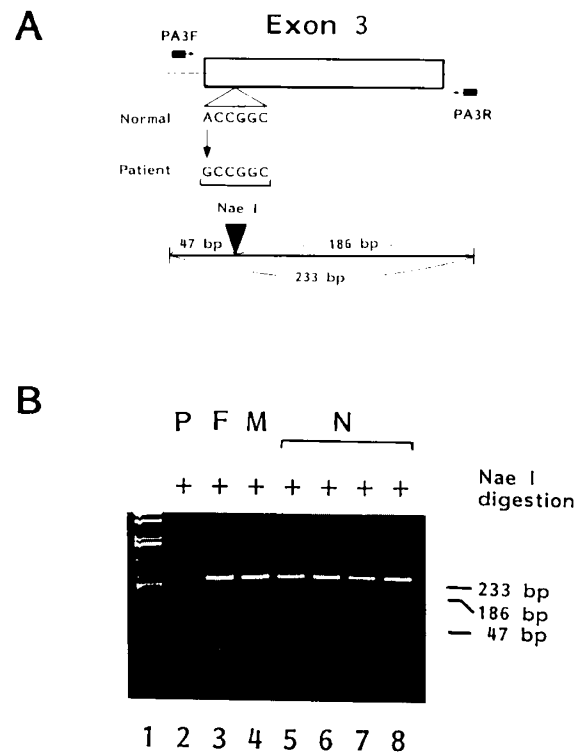 A
Exon 3
PA3F
PA3R
Normal
ACCGGC
Patient
GCCGGC
Nae I
47 bp
186 bp
233 bp
B
P F M N
+ + + + + + +
Nae I
digestion
233 bp
186 bp
47 bp
1 2 3 4 5 6 7 8